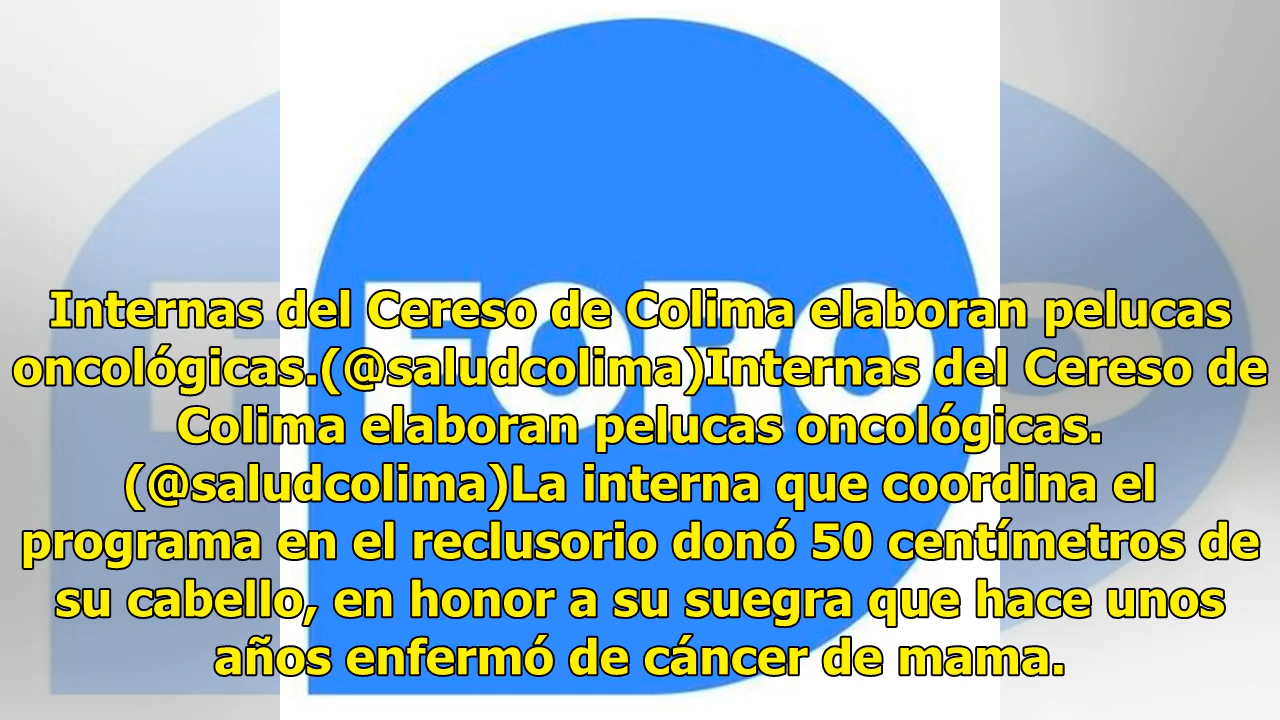 FORO
Internas del Cereso de Colima elaboran pelucas
oncológicas.(@saludcolima)Internas del Cereso de
Colima elaboran pelucas oncológicas.
(@saludcolima)La interna que coordina el
programa en el reclusorio donó 50 centímetros de
su cabello, en honor a su suegra que hace unos
años enfermó de cáncer de mama.